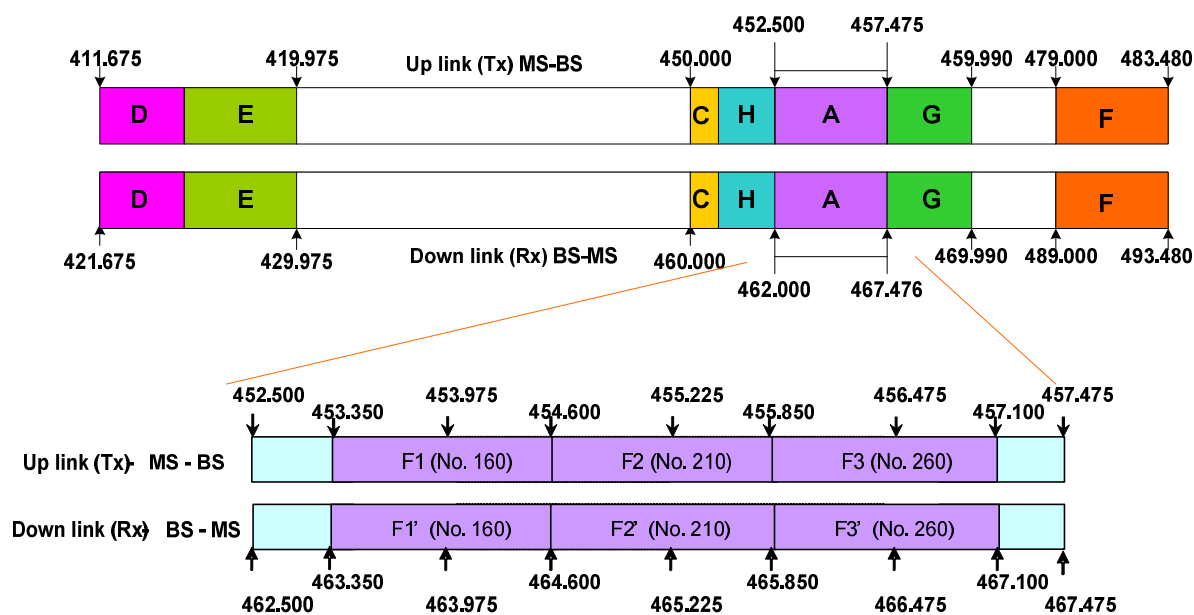 452.500 457.475
411.675 419.975 Up link (Tx) MS-BS 450.000 459.990 479.000 483.480
D E C H A G F
D E C H A G F
421.675 429.975 Down link (Rx) BS-MS 460.000 469.990 489.000 493.480
462.000 467.476
452.500 453.350 453.975 454.600 455.225 455.850 456.475 457.100 457.475
Up link (Tx)- MS - BS F1 (No. 160) F2 (No. 210) F3 (No. 260)
Down link (Rx)- BS - MS F1' (No. 160) F2' (No. 210) F3' (No. 260)
462.500 463.350 463.975 464.600 465.225 465.850 466.475 467.100 467.475